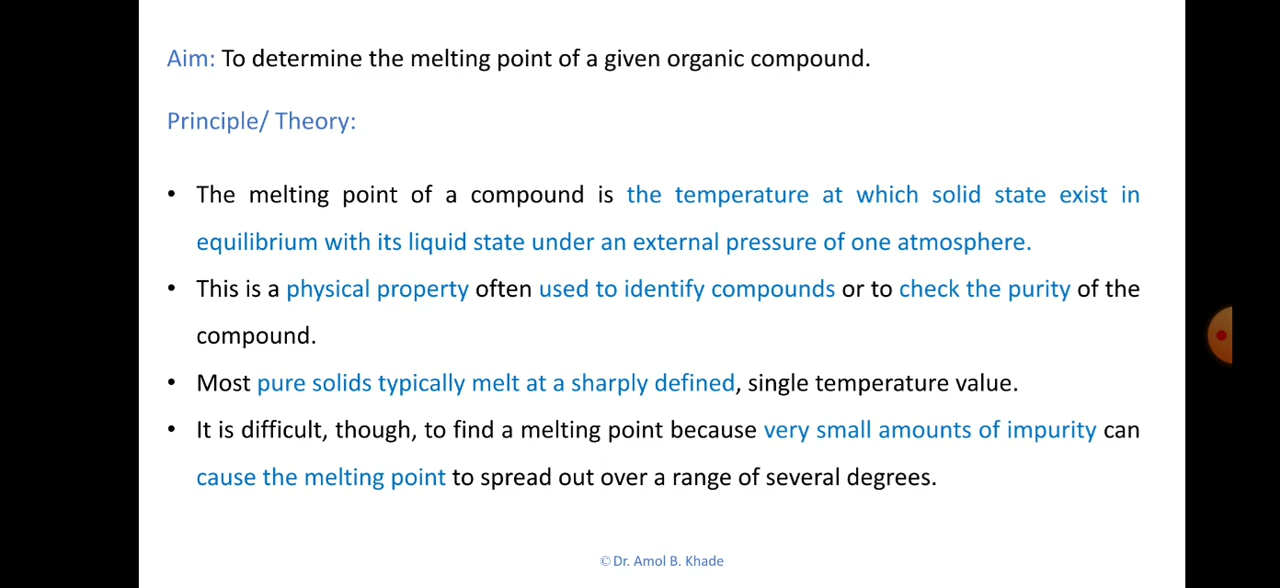 Aim: To determine the melting point of a given organic compound.
Principle/ Theory:
• The melting point of a compound is the temperature at which solid state exist in
equilibrium with its liquid state under an external pressure of one atmosphere.
• This is a physical property often used to identify compounds or to check the purity of the
compound.
• Most pure solids typically melt at a sharply defined, single temperature value.
• It is difficult, though, to find a melting point because very small amounts of impurity can
cause the melting point to spread out over a range of several degrees.
© Dr. Amol B. Khade